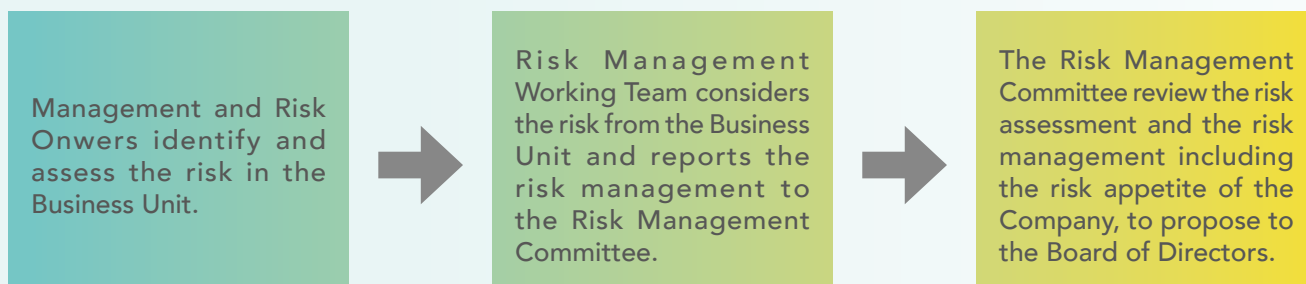 Management and Risk
Onwers identify and
assess the risk in the
Business Unit.
Risk Management
Working Team considers
the risk from the Business
Unit and reports the
risk management to
the Risk Management
Committee.
The Risk Management
Committee review the risk
assessment and the risk
management including
the risk appetite of the
Company, to propose to
the Board of Directors.